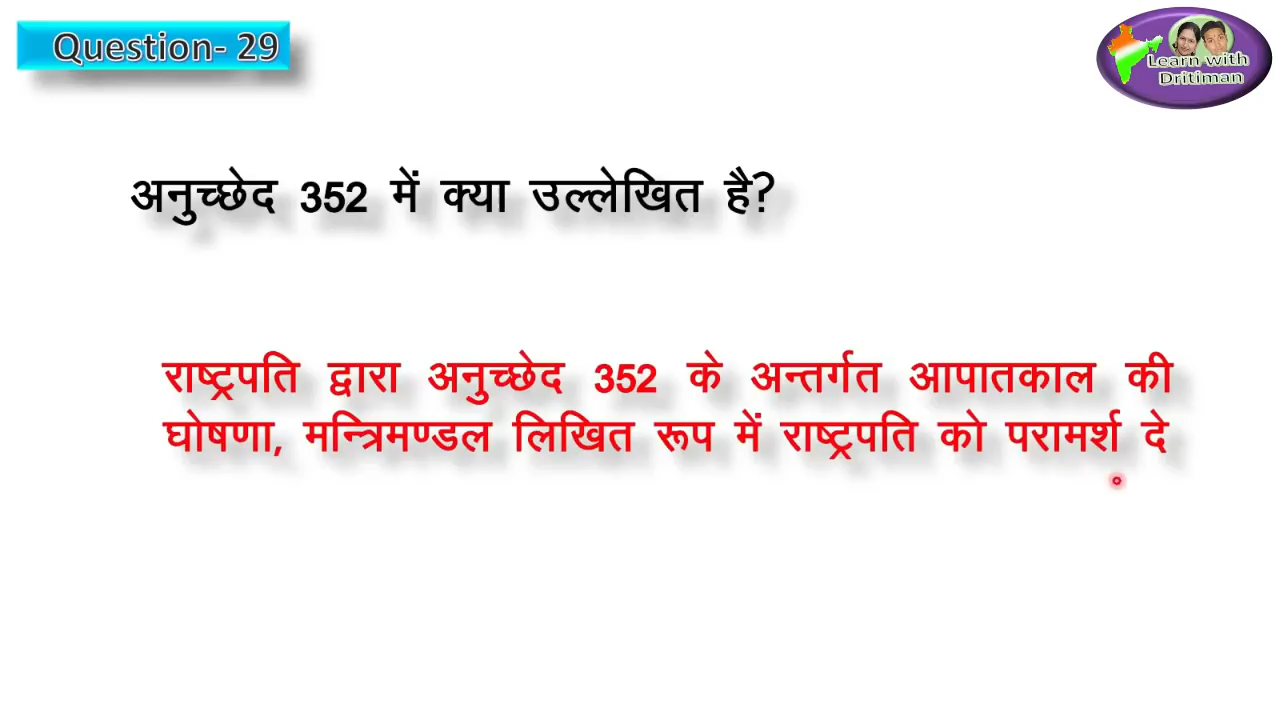 Question- 29
Learn with
Dritiman
अनुच्छेद 352 में क्या उल्लेखित है?
राष्ट्रपति द्वारा अनुच्छेद 352 के अन्तर्गत आपातकाल की
घोषणा, मन्त्रिमण्डल लिखित रूप में राष्ट्रपति को परामर्श दे